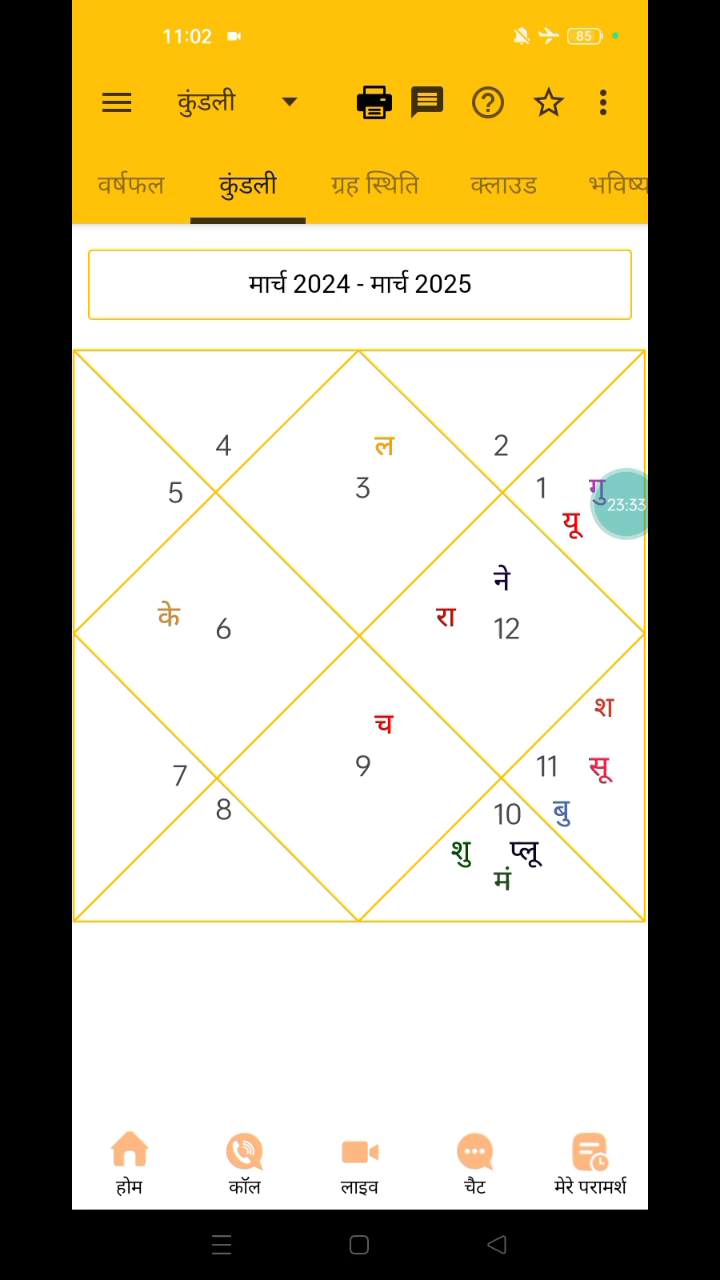 11:02 85
कुंडली
वर्षफल कुंडली ग्रह स्थिति क्लाउड भविष्य
मार्च 2024 - मार्च 2025
4 ल 2
5 3 1 गु
23:33
यू
ने
के 6 रा 12
श
च
7 9 11 सू
8 10 बु
शु प्लू
मं
होम कॉल लाइव चैट मेरे परामर्श